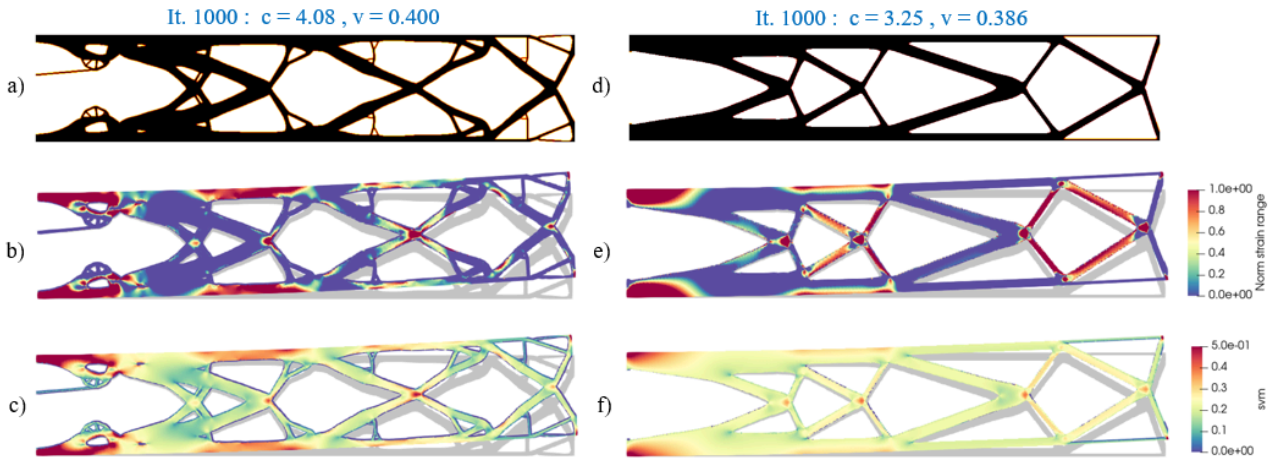 It. 1000 : c = 4.08 , v = 0.400
It. 1000 : c = 3.25 , v = 0.386
a)
d)
b)
e)
1.0e+00
0.8
0.6
0.4
0.2
0.0e+00
Norm strain range
c)
f)
5.0e-01
0.4
0.3
0.2
0.1
0.0e+00
svm